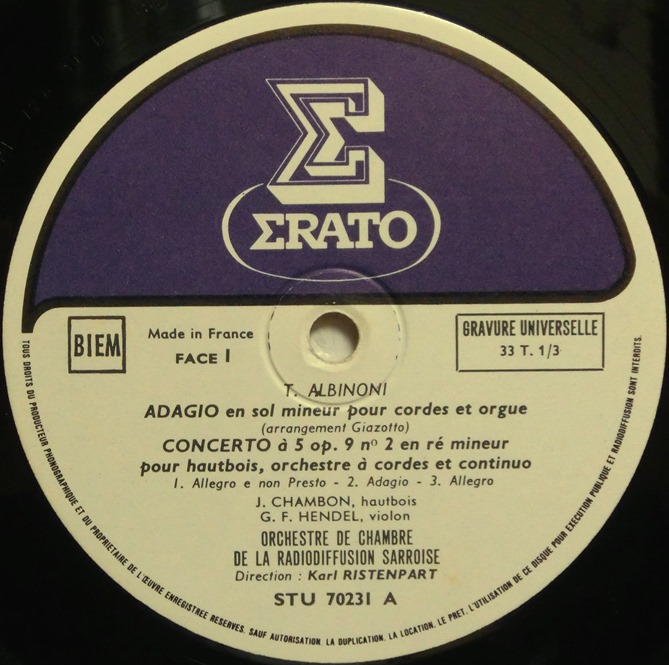 Σ
ΣRATO
BIEM
Made in France
FACE I
GRAVURE UNIVERSELLE
33 T. 1/3
T. ALBINONI
ADAGIO en sol mineur pour cordes et orgue
(arrangement Giazotto)
CONCERTO à 5 op. 9 nº 2 en ré mineur
pour hautbois, orchestre à cordes et continuo
1. Allegro e non Presto - 2. Adagio - 3. Allegro
J. CHAMBON, hautbois
G. F. HENDEL, violon
ORCHESTRE DE CHAMBRE
DE LA RADIODIFFUSION SARROISE
Direction : Karl RISTENPART
STU 70231 A
TOUS DROITS DU PRODUCTEUR PHONOGRAPHIQUE ET DU PROPRIETAIRE DE L'ŒUVRE ENREGISTREE RESERVES. SAUF AUTORISATION, LA DUPLICATION, LA LOCATION, LE PRET, L'UTILISATION DE CE DISQUE POUR EXECUTION PUBLIQUE ET RADIODIFFUSION SONT INTERDITS.